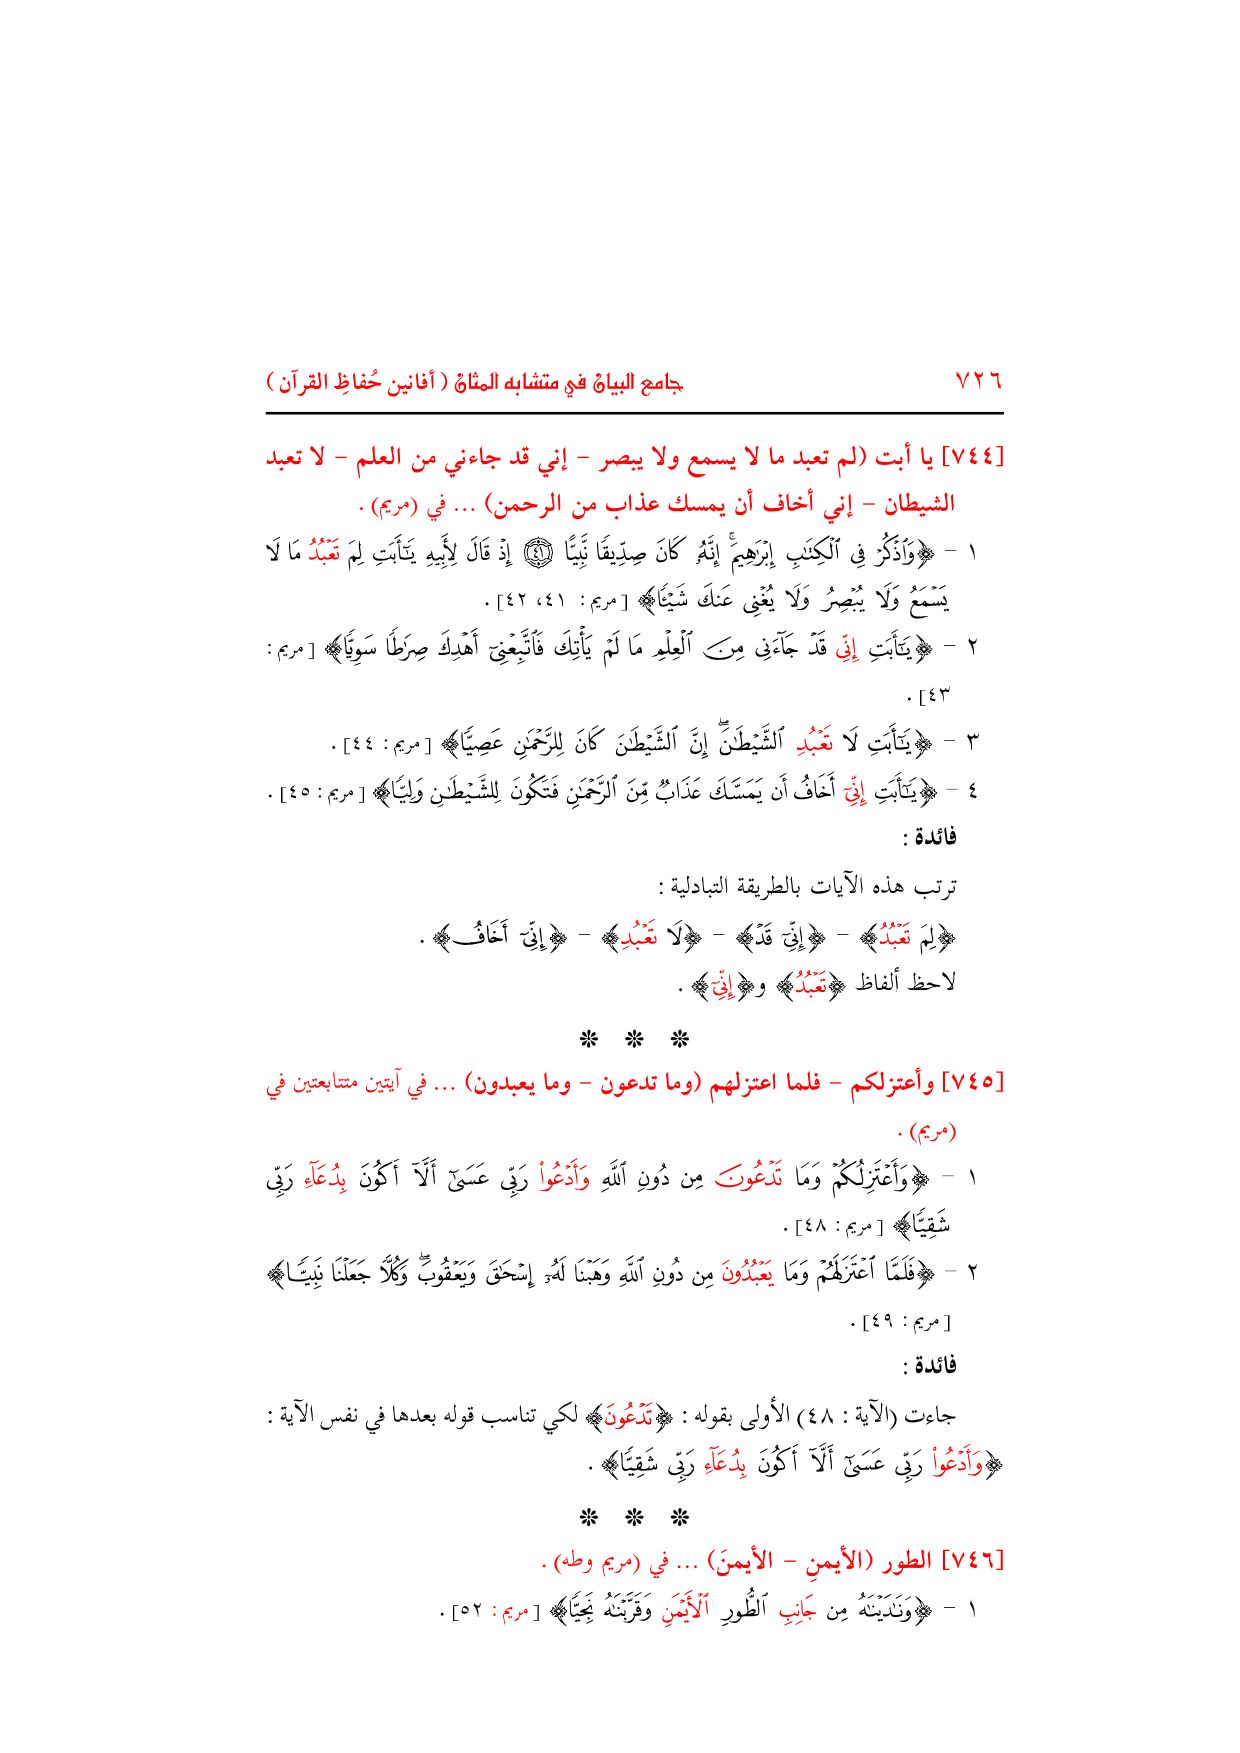 ٧٢٦ جامع البيان في متشابه المثان ( أفانين حُفاظِ القرآن )
[٧٤٤] يا أبت (لم تعبد ما لا يسمع ولا يبصر – إني قد جاءني من العلم – لا تعبد
الشيطان – إني أخاف أن يمسك عذاب من الرحمن) ... في (مريم) .
١ – ﴿وَٱذۡكُرۡ فِى ٱلۡكِتَٰبِ إِبۡرَٰهِيمَۚ إِنَّهُۥ كَانَ صِدِّيقٗا نَّبِيًّا ۝٤١ إِذۡ قَالَ لِأَبِيهِ يَٰٓأَبَتِ لِمَ تَعۡبُدُ مَا لَا
يَسۡمَعُ وَلَا يُبۡصِرُ وَلَا يُغۡنِى عَنكَ شَيۡـٔٗا﴾ [مريم: ٤١، ٤٢].
٢ – ﴿يَٰٓأَبَتِ إِنِّى قَدۡ جَآءَنِى مِنَ ٱلۡعِلۡمِ مَا لَمۡ يَأۡتِكَ فَٱتَّبِعۡنِىٓ أَهۡدِكَ صِرَٰطٗا سَوِيّٗا﴾ [مريم:
٤٣] .
٣ – ﴿يَٰٓأَبَتِ لَا تَعۡبُدِ ٱلشَّيۡطَٰنَۖ إِنَّ ٱلشَّيۡطَٰنَ كَانَ لِلرَّحۡمَٰنِ عَصِيّٗا﴾ [مريم: ٤٤].
٤ – ﴿يَٰٓأَبَتِ إِنِّىٓ أَخَافُ أَن يَمَسَّكَ عَذَابٞ مِّنَ ٱلرَّحۡمَٰنِ فَتَكُونَ لِلشَّيۡطَٰنِ وَلِيّٗا﴾ [مريم: ٤٥].
فائدة :
ترتب هذه الآيات بالطريقة التبادلية :
﴿لِمَ تَعۡبُدُ﴾ – ﴿إِنِّىٓ قَدۡ﴾ – ﴿لَا تَعۡبُدِ﴾ – ﴿إِنِّىٓ أَخَافُ﴾ .
لاحظ ألفاظ ﴿تَعۡبُدُ﴾ و﴿إِنِّىٓ﴾ .
❊ ❊ ❊
[٧٤٥] وأعتزلكم – فلما اعتزلهم (وما تدعون – وما يعبدون) ... في آيتين متتابعتين في
(مريم) .
١ – ﴿وَأَعۡتَزِلُكُمۡ وَمَا تَدۡعُونَ مِن دُونِ ٱللَّهِ وَأَدۡعُواْ رَبِّى عَسَىٰٓ أَلَّآ أَكُونَ بِدُعَآءِ رَبِّى
شَقِيّٗا﴾ [مريم: ٤٨].
٢ – ﴿فَلَمَّا ٱعۡتَزَلَهُمۡ وَمَا يَعۡبُدُونَ مِن دُونِ ٱللَّهِ وَهَبۡنَا لَهُۥٓ إِسۡحَٰقَ وَيَعۡقُوبَۖ وَكُلّٗا جَعَلۡنَا نَبِيّٗا﴾
[مريم: ٤٩].
فائدة :
جاءت (الآية : ٤٨) الأولى بقوله : ﴿تَدۡعُونَ﴾ لكي تناسب قوله بعدها في نفس الآية :
﴿وَأَدۡعُواْ رَبِّى عَسَىٰٓ أَلَّآ أَكُونَ بِدُعَآءِ رَبِّى شَقِيّٗا﴾ .
❊ ❊ ❊
[٧٤٦] الطور (الأيمنِ – الأيمنَ) ... في (مريم وطه) .
١ – ﴿وَنَٰدَيۡنَٰهُ مِن جَانِبِ ٱلطُّورِ ٱلۡأَيۡمَنِ وَقَرَّبۡنَٰهُ نَجِيّٗا﴾ [مريم: ٥٢].